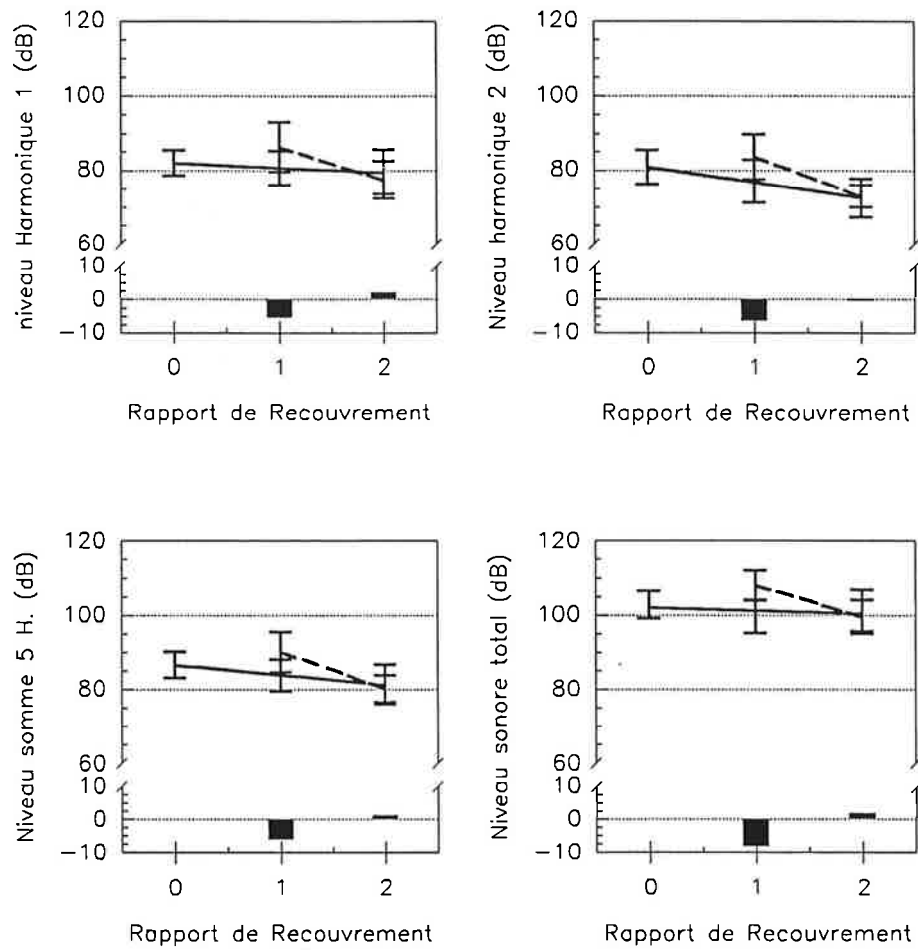 niveau Harmonique 1 (dB)
120
100
80
60
10
0
−10
0 1 2
Rapport de Recouvrement
Niveau harmonique 2 (dB)
120
100
80
60
10
0
−10
0 1 2
Rapport de Recouvrement
Niveau somme 5 H. (dB)
120
100
80
60
10
0
−10
0 1 2
Rapport de Recouvrement
Niveau sonore total (dB)
120
100
80
60
10
0
−10
0 1 2
Rapport de Recouvrement